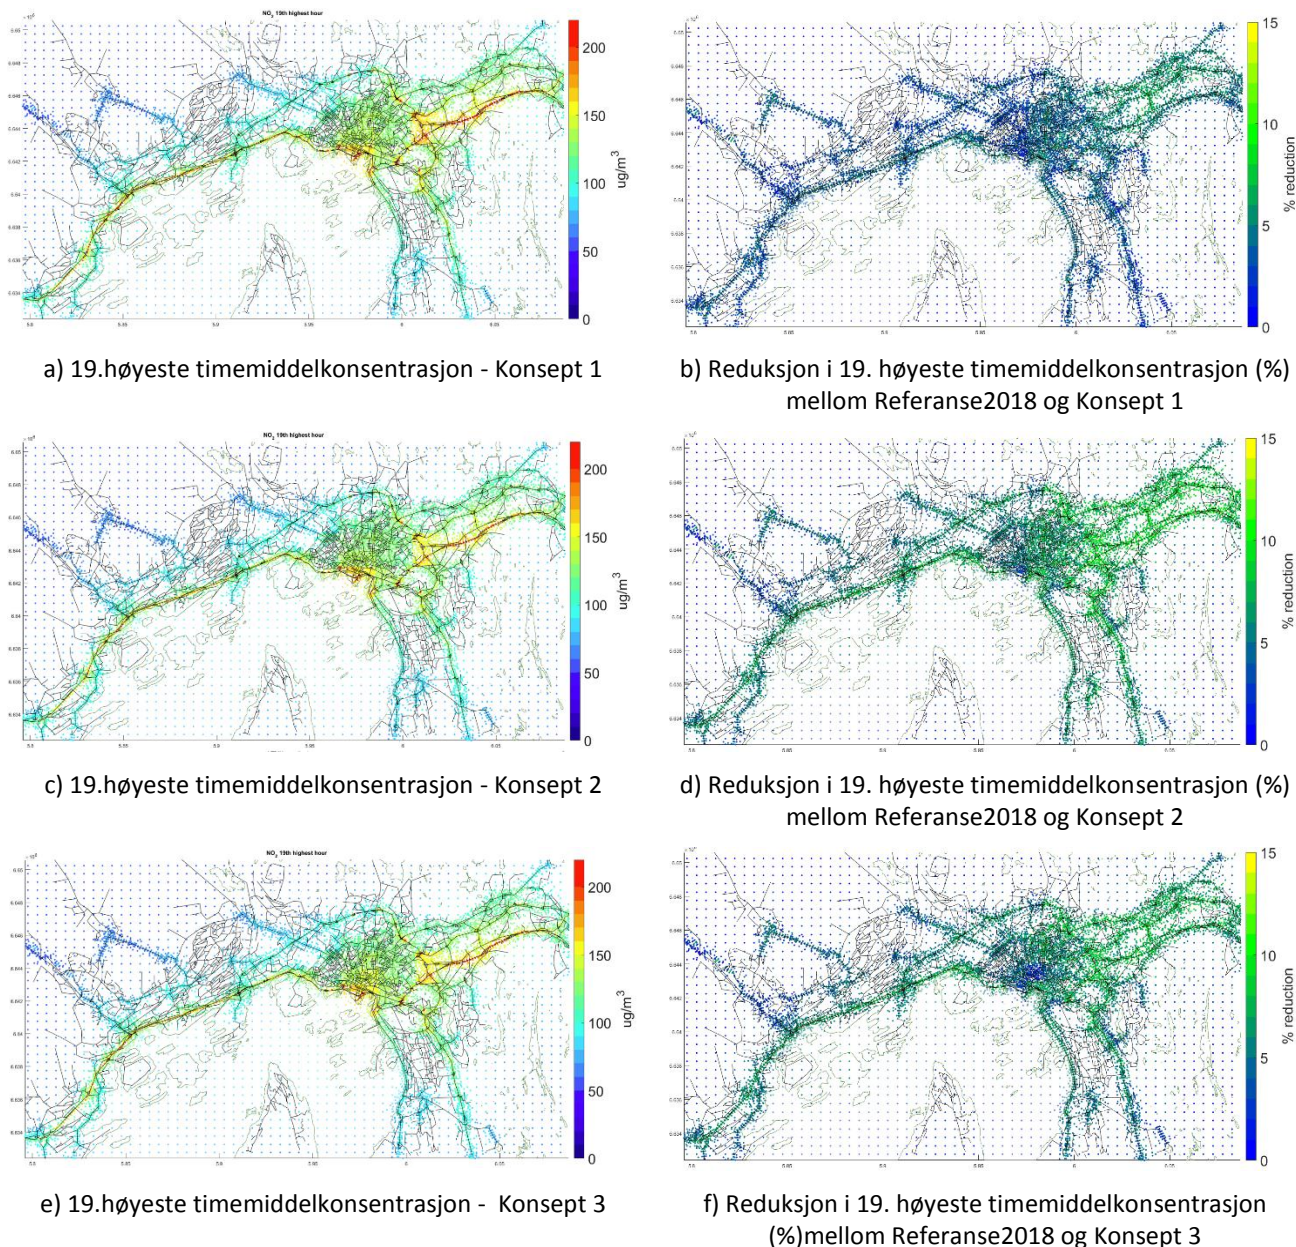 NO2 19th highest hour
200
150
100
50
0
ug/m3
15
10
5
0
% reduction
a) 19.høyeste timemiddelkonsentrasjon - Konsept 1
b) Reduksjon i 19. høyeste timemiddelkonsentrasjon (%)
mellom Referanse2018 og Konsept 1
NO2 19th highest hour
200
150
100
50
0
ug/m3
15
10
5
0
% reduction
c) 19.høyeste timemiddelkonsentrasjon - Konsept 2
d) Reduksjon i 19. høyeste timemiddelkonsentrasjon (%)
mellom Referanse2018 og Konsept 2
NO2 19th highest hour
200
150
100
50
0
ug/m3
15
10
5
0
% reduction
e) 19.høyeste timemiddelkonsentrasjon -  Konsept 3
f) Reduksjon i 19. høyeste timemiddelkonsentrasjon
(%)mellom Referanse2018 og Konsept 3